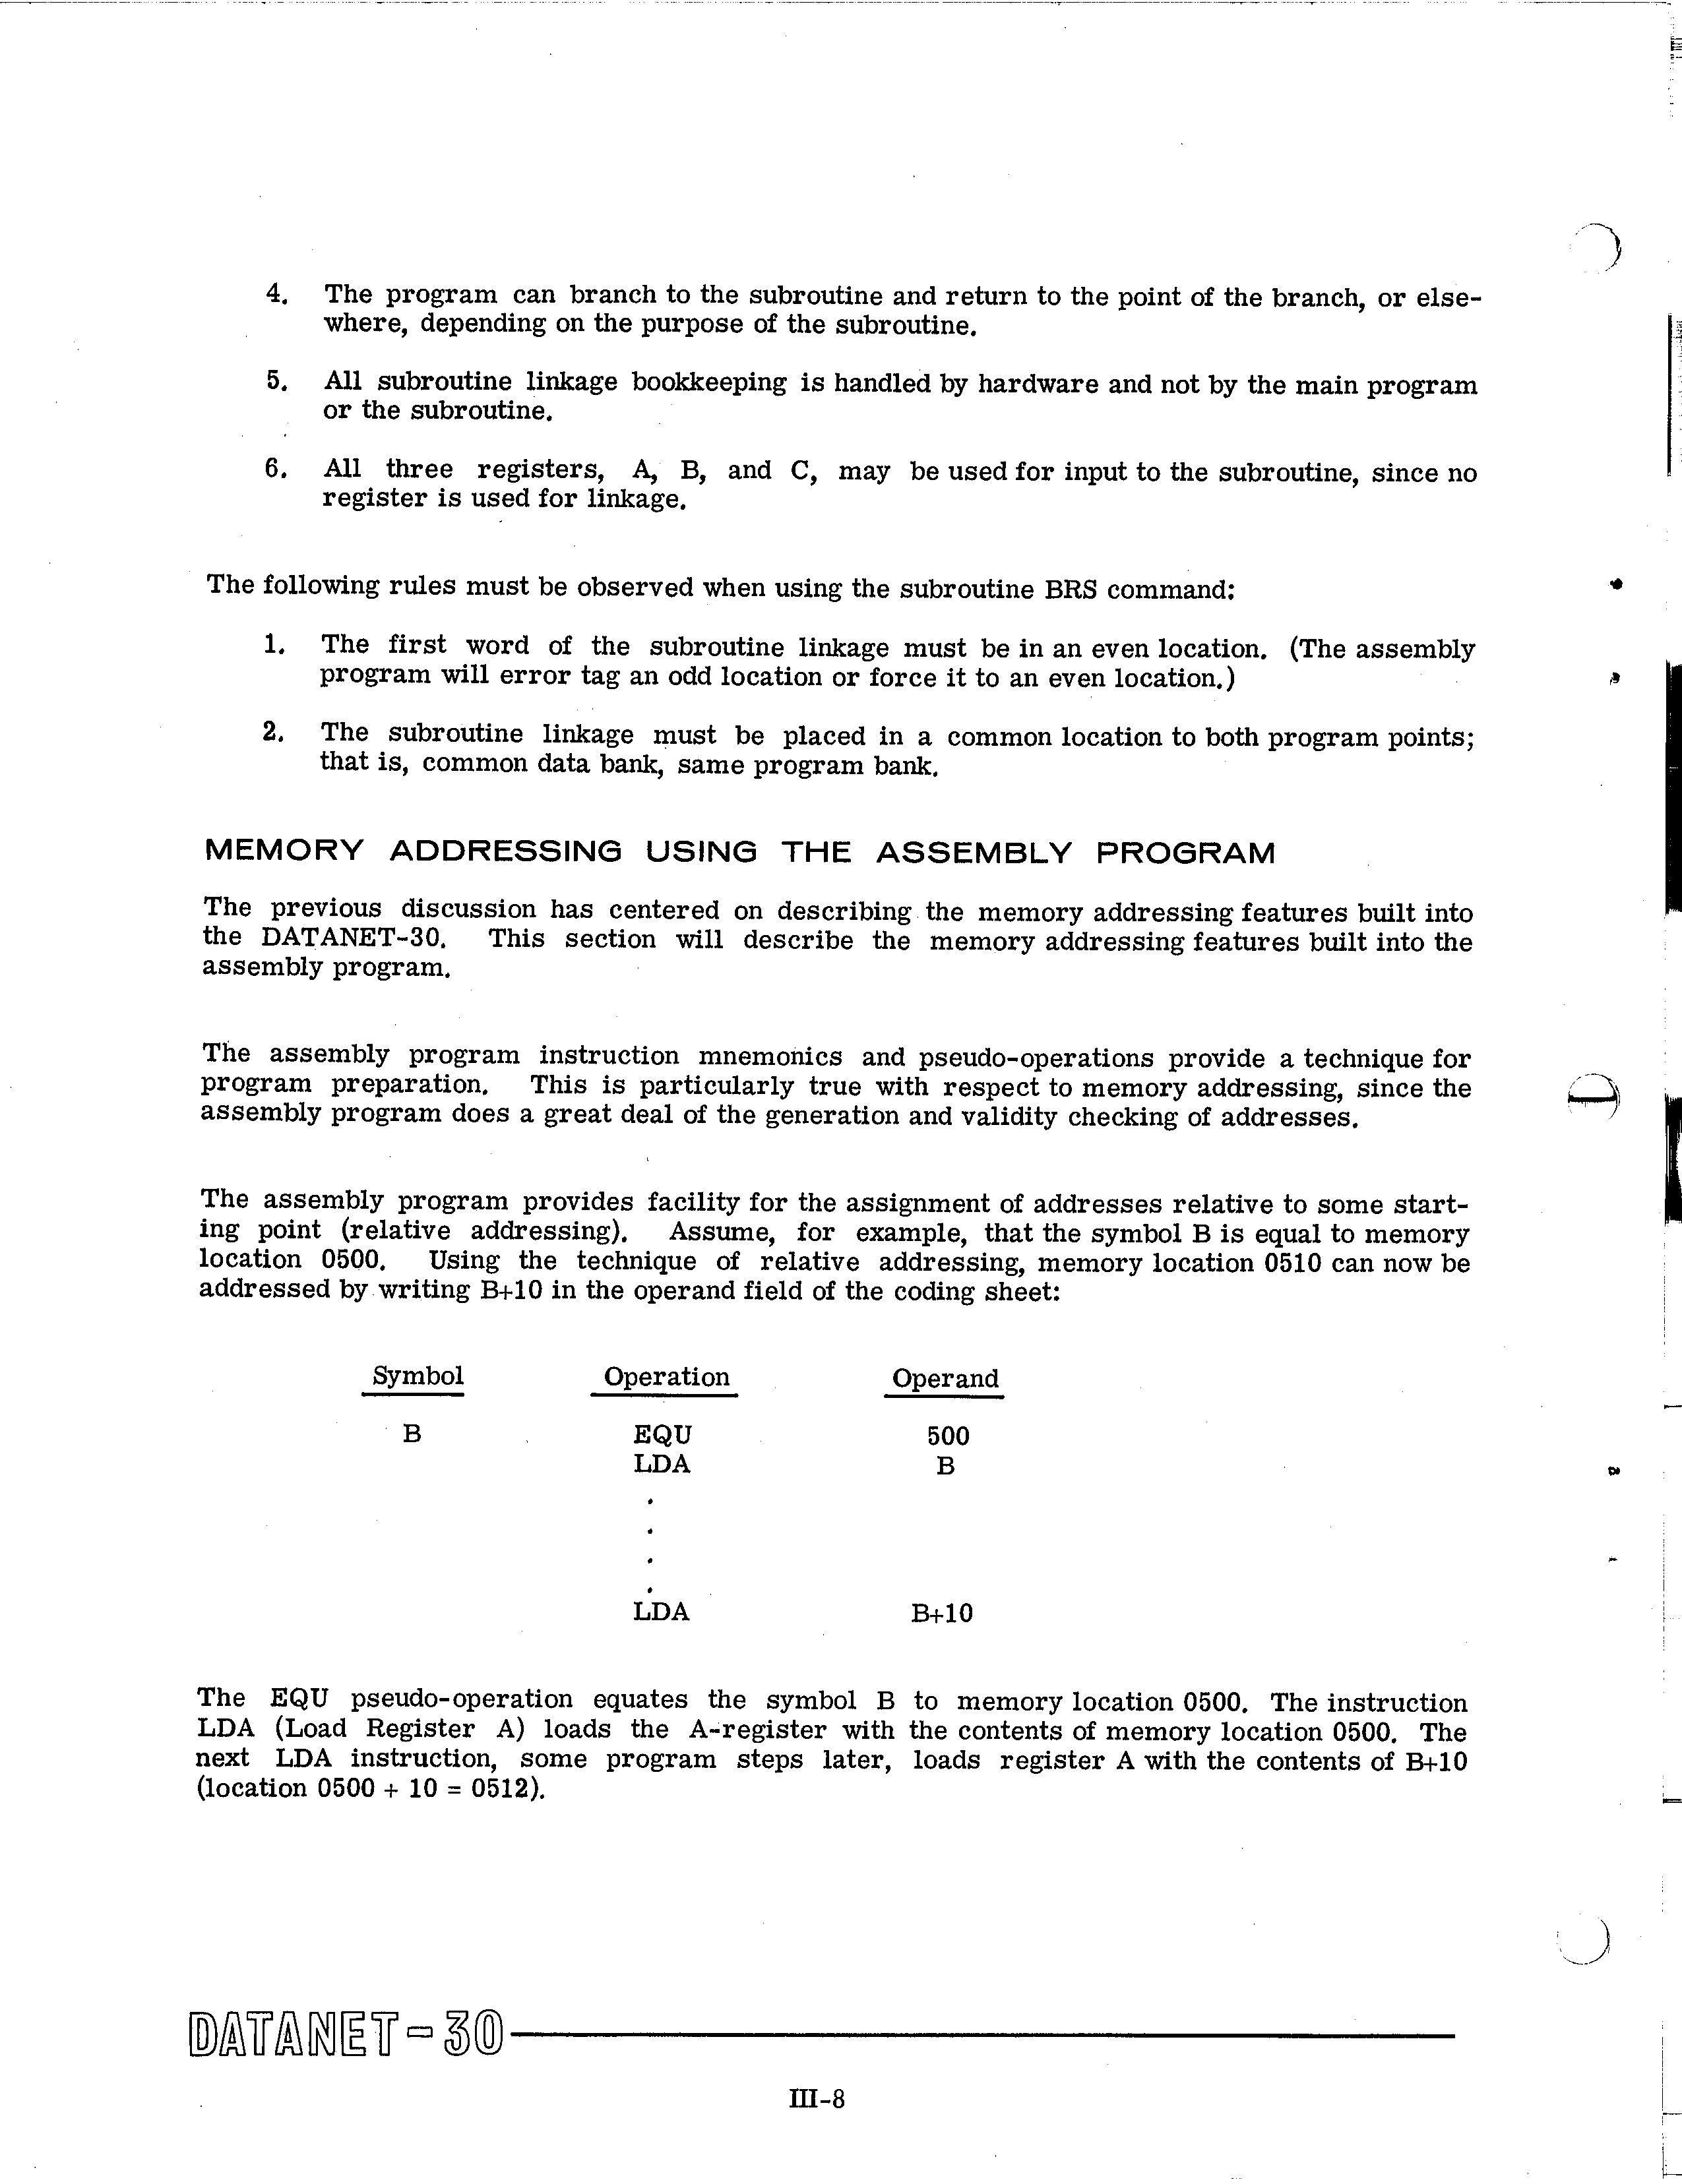 4. The program can branch to the subroutine and return to the point of the branch, or else-
where, depending on the purpose of the subroutine.
5. All subroutine linkage bookkeeping is handled by hardware and not by the main program
or the subroutine.
6. All three registers, A, B, and C, may be used for input to the subroutine, since no
register is used for linkage.
The following rules must be observed when using the subroutine BRS command:
1. The first word of the subroutine linkage must be in an even location. (The assembly
program will error tag an odd location or force it to an even location.)
2. The subroutine linkage must be placed in a common location to both program points;
that is, common data bank, same program bank.
MEMORY ADDRESSING USING THE ASSEMBLY PROGRAM
The previous discussion has centered on describing the memory addressing features built into
the DATANET-30. This section will describe the memory addressing features built into the
assembly program.
The assembly program instruction mnemonics and pseudo-operations provide a technique for
program preparation. This is particularly true with respect to memory addressing, since the
assembly program does a great deal of the generation and validity checking of addresses.
The assembly program provides facility for the assignment of addresses relative to some start-
ing point (relative addressing). Assume, for example, that the symbol B is equal to memory
location 0500. Using the technique of relative addressing, memory location 0510 can now be
addressed by writing B+10 in the operand field of the coding sheet:
Symbol Operation Operand
B EQU 500
LDA B
.
.
.
.
LDA B+10
The EQU pseudo-operation equates the symbol B to memory location 0500. The instruction
LDA (Load Register A) loads the A-register with the contents of memory location 0500. The
next LDA instruction, some program steps later, loads register A with the contents of B+10
(location 0500 + 10 = 0512).
DATANET-30
III-8